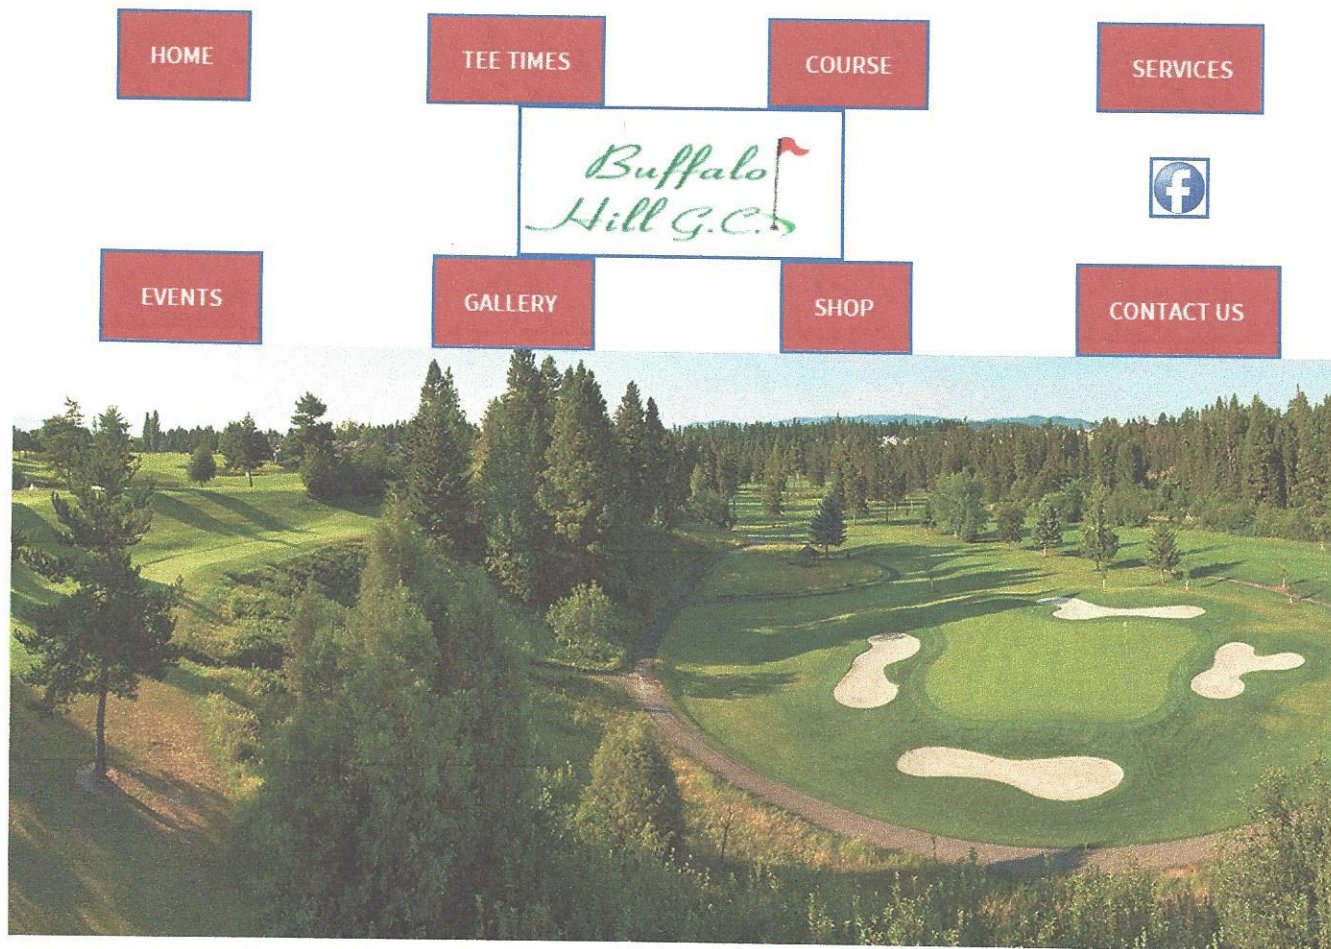 HOME
TEE TIMES
COURSE
SERVICES
Buffalo
Hill G.C.
f
EVENTS
GALLERY
SHOP
CONTACT US